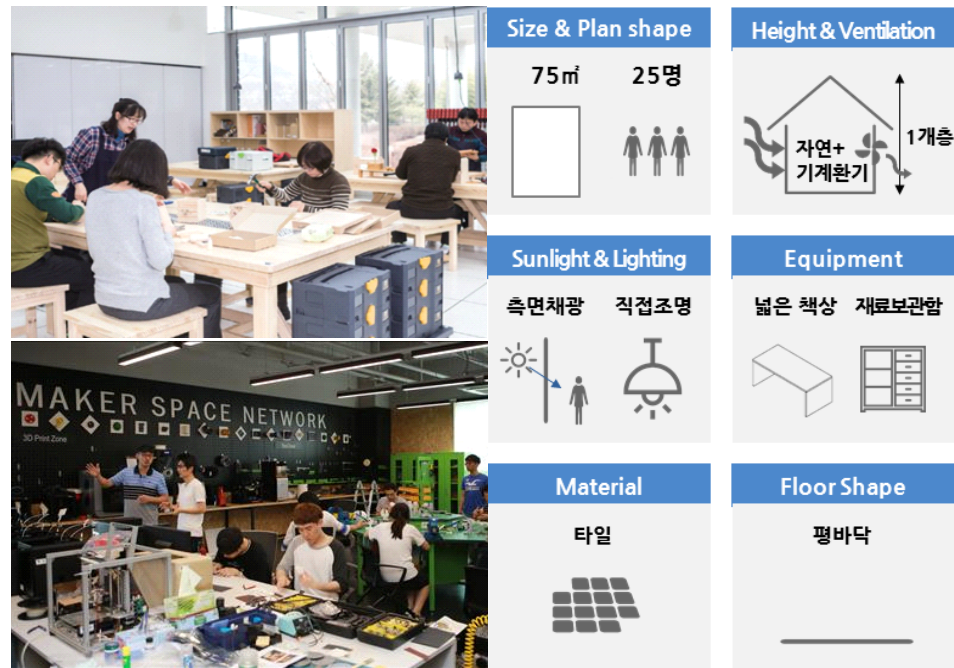 Size & Plan shape
75㎡ 25명
Height & Ventilation
자연+
기계환기
1개층
Sunlight & Lighting
측면채광 직접조명
Equipment
넓은 책상 재료보관함
MAKER SPACE NETWORK
3D Print Zone
Material
타일
Floor Shape
평바닥